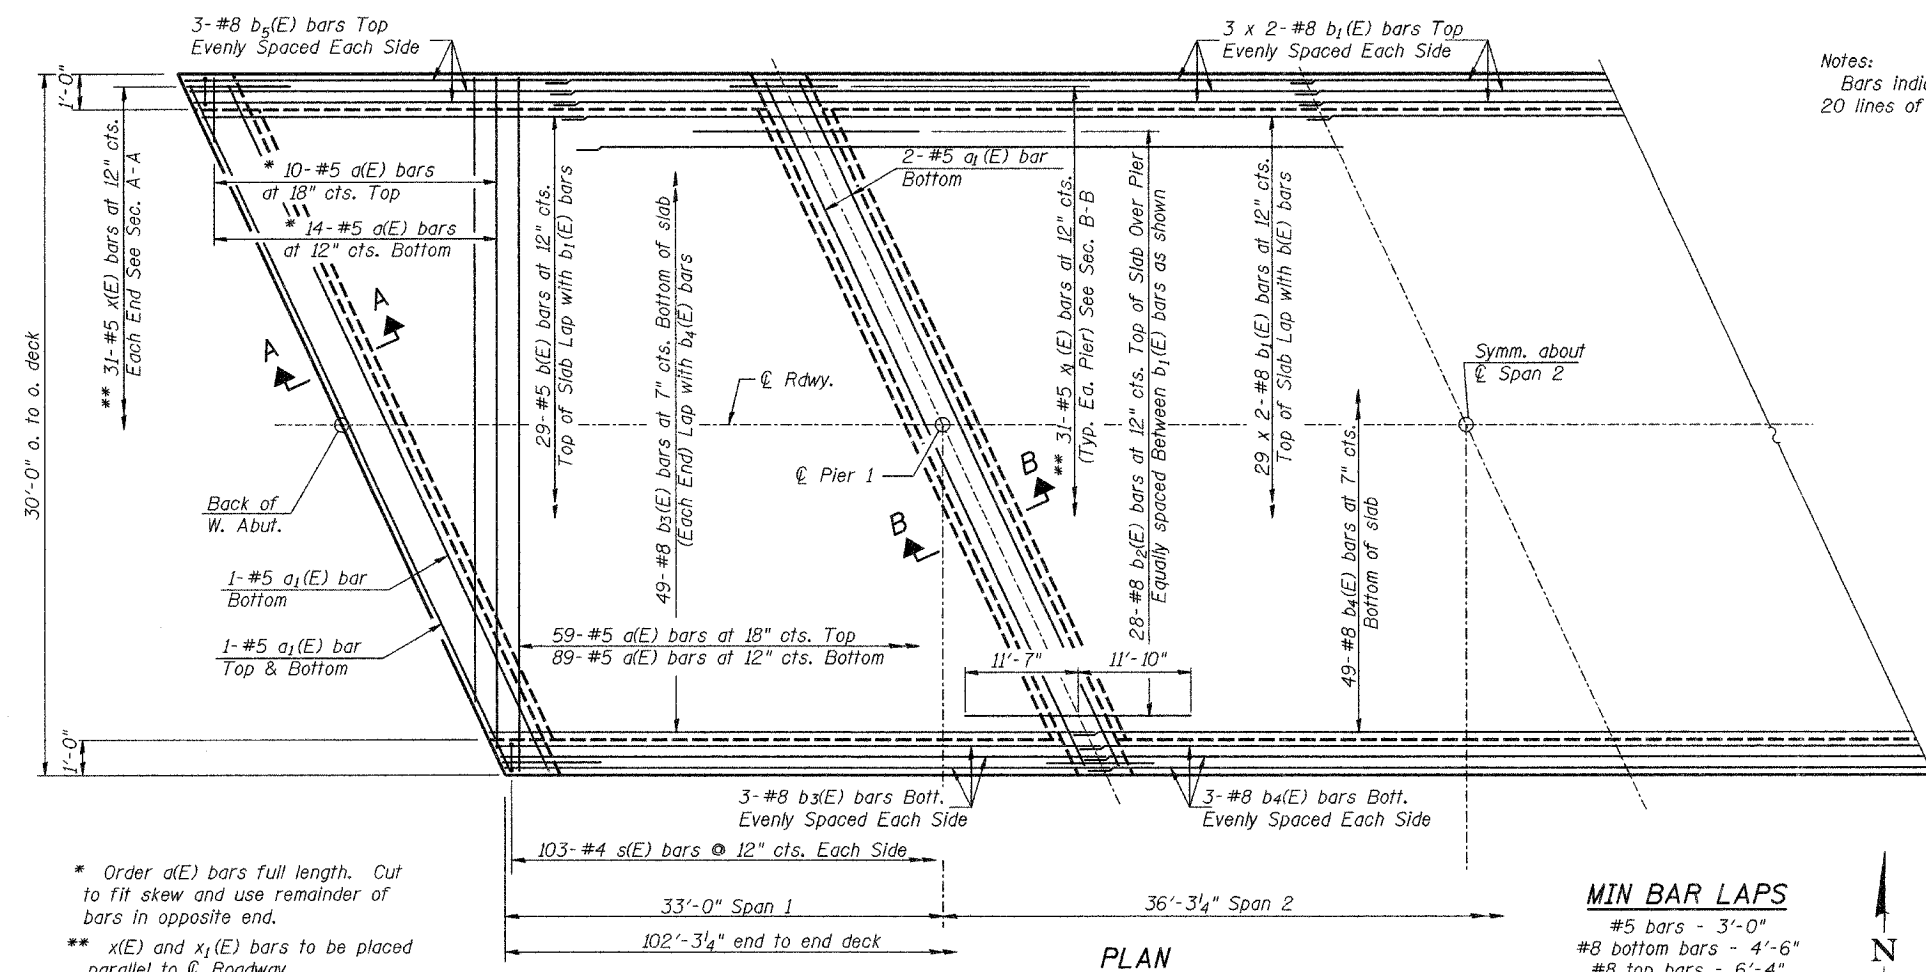 3-#8 b5(E) bars Top
Evenly Spaced Each Side
3 x 2-#8 b1(E) bars Top
Evenly Spaced Each Side
Notes:
Bars indic
20 lines of
1'-0"
** 31-#5 x(E) bars at 12" cts.
Each End See Sec. A-A
* 10-#5 a(E) bars
at 18" cts. Top
* 14-#5 a(E) bars
at 12" cts. Bottom
29-#5 b(E) bars at 12" cts.
Top of Slab Lap with b1(E) bars
49-#8 b3(E) bars at 7" cts. Bottom of slab
(Each End) Lap with b4(E) bars
2-#5 a1(E) bar
Bottom
** 31-#5 x1(E) bars at 12" cts.
(Typ. Ea. Pier) See Sec. B-B
28-#8 b2(E) bars at 12" cts. Top of Slab Over Pier
Equally spaced Between b1(E) bars as shown
29 x 2-#8 b1(E) bars at 12" cts.
Top of Slab Lap with b(E) bars
30'-0" o. to o. deck
A
A
℄ Rdwy.
Symm. about
℄ Span 2
℄ Pier 1
B
B
49-#8 b4(E) bars at 7" cts.
Bottom of slab
Back of
W. Abut.
1-#5 a1(E) bar
Bottom
1-#5 a1(E) bar
Top & Bottom
59-#5 a(E) bars at 18" cts. Top
89-#5 a(E) bars at 12" cts. Bottom
11'-7"
11'-10"
1'-0"
3-#8 b3(E) bars Bott.
Evenly Spaced Each Side
3-#8 b4(E) bars Bott.
Evenly Spaced Each Side
103-#4 s(E) bars @ 12" cts. Each Side
* Order a(E) bars full length. Cut
to fit skew and use remainder of
bars in opposite end.
** x(E) and x1(E) bars to be placed
parallel to ℄ Roadway
33'-0" Span 1
36'-3¼" Span 2
102'-3¼" end to end deck
PLAN
MIN BAR LAPS
#5 bars - 3'-0"
#8 bottom bars - 4'-6"
#8 top bars - 6'-4"
N